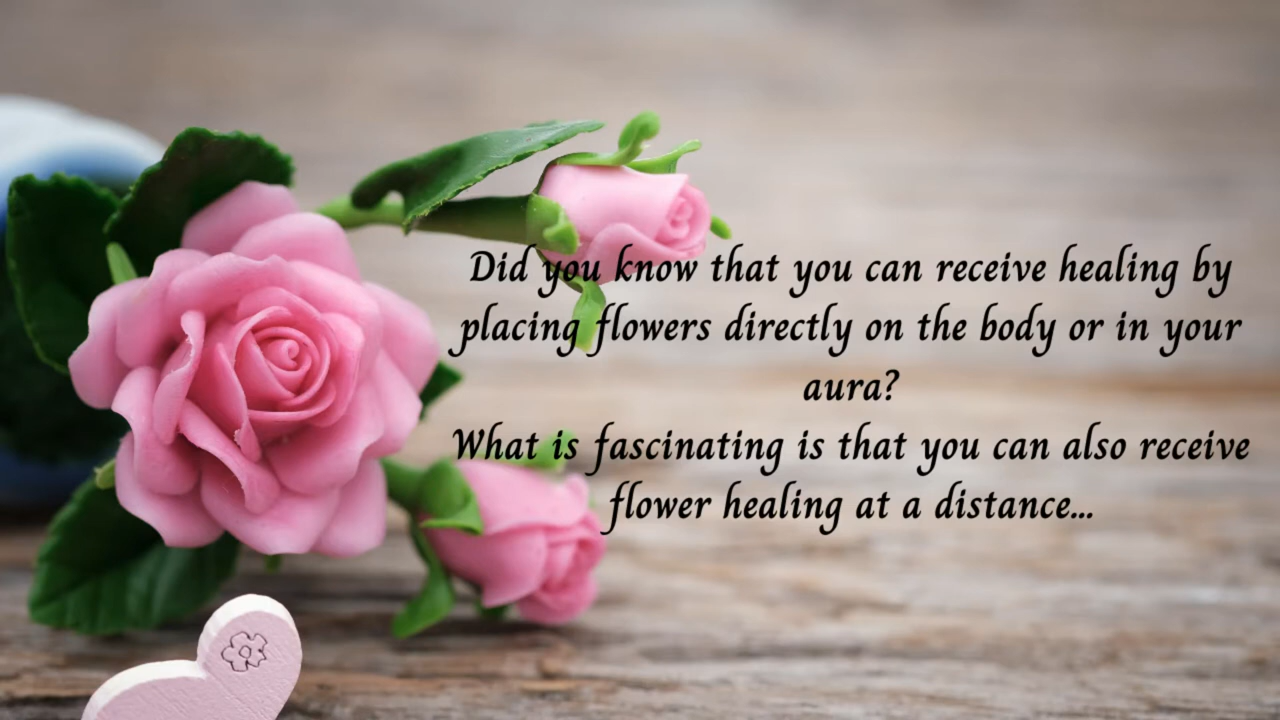 Did you know that you can receive healing by
placing flowers directly on the body or in your
aura?
What is fascinating is that you can also receive
flower healing at a distance...